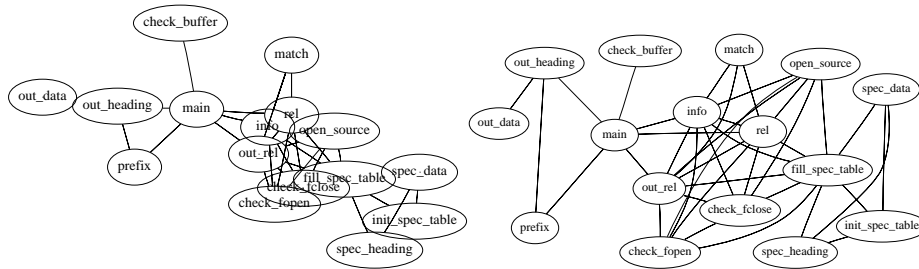 check_buffer
match
out_data
out_heading
main
rel
info
open_source
out_rel
prefix
fill_spec_table
spec_data
check_fclose
check_fopen
init_spec_table
spec_heading
check_buffer
match
out_heading
open_source
spec_data
info
out_data
main
rel
fill_spec_table
out_rel
check_fclose
prefix
init_spec_table
check_fopen
spec_heading